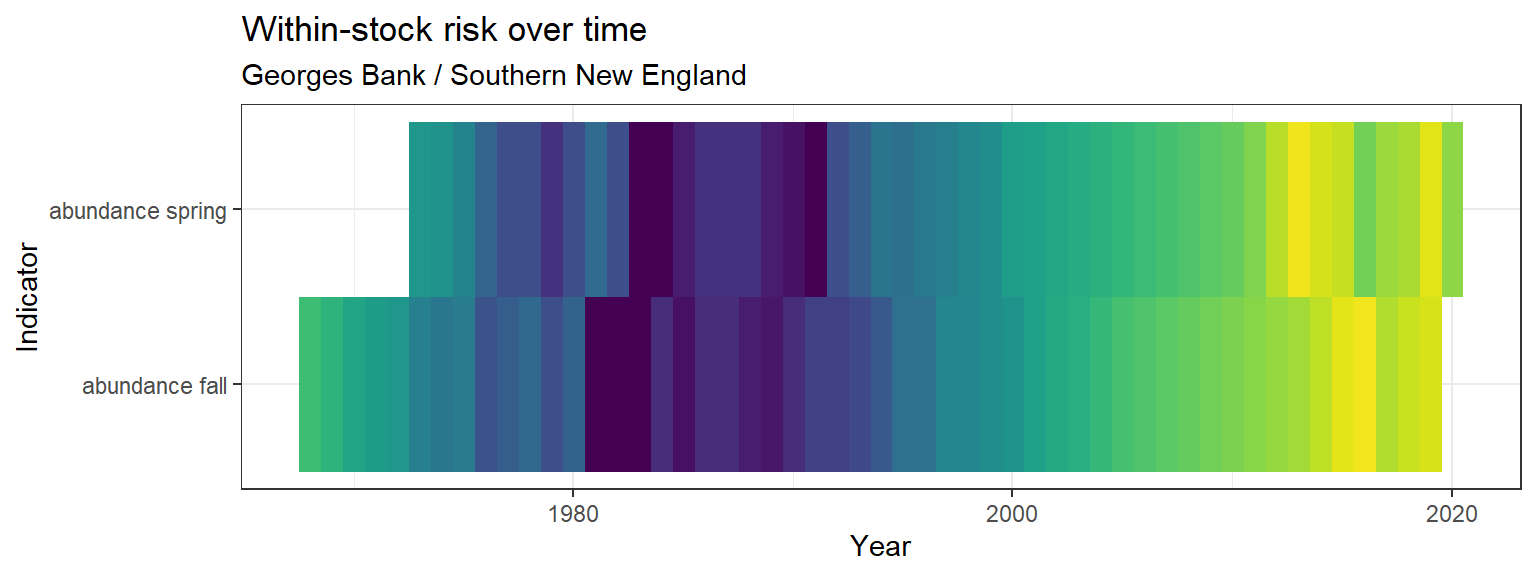 Within-stock risk over time
Georges Bank / Southern New England
Indicator
abundance spring
abundance fall
1980 2000 2020
Year